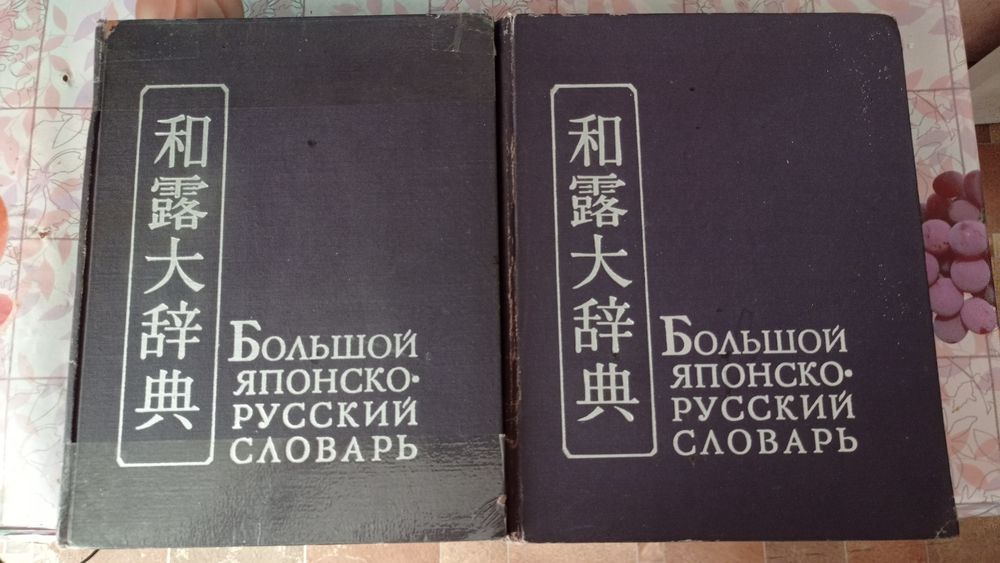 和露大辞典
Большой
японско-
русский
словарь
和露大辞典
Большой
японско-
русский
словарь